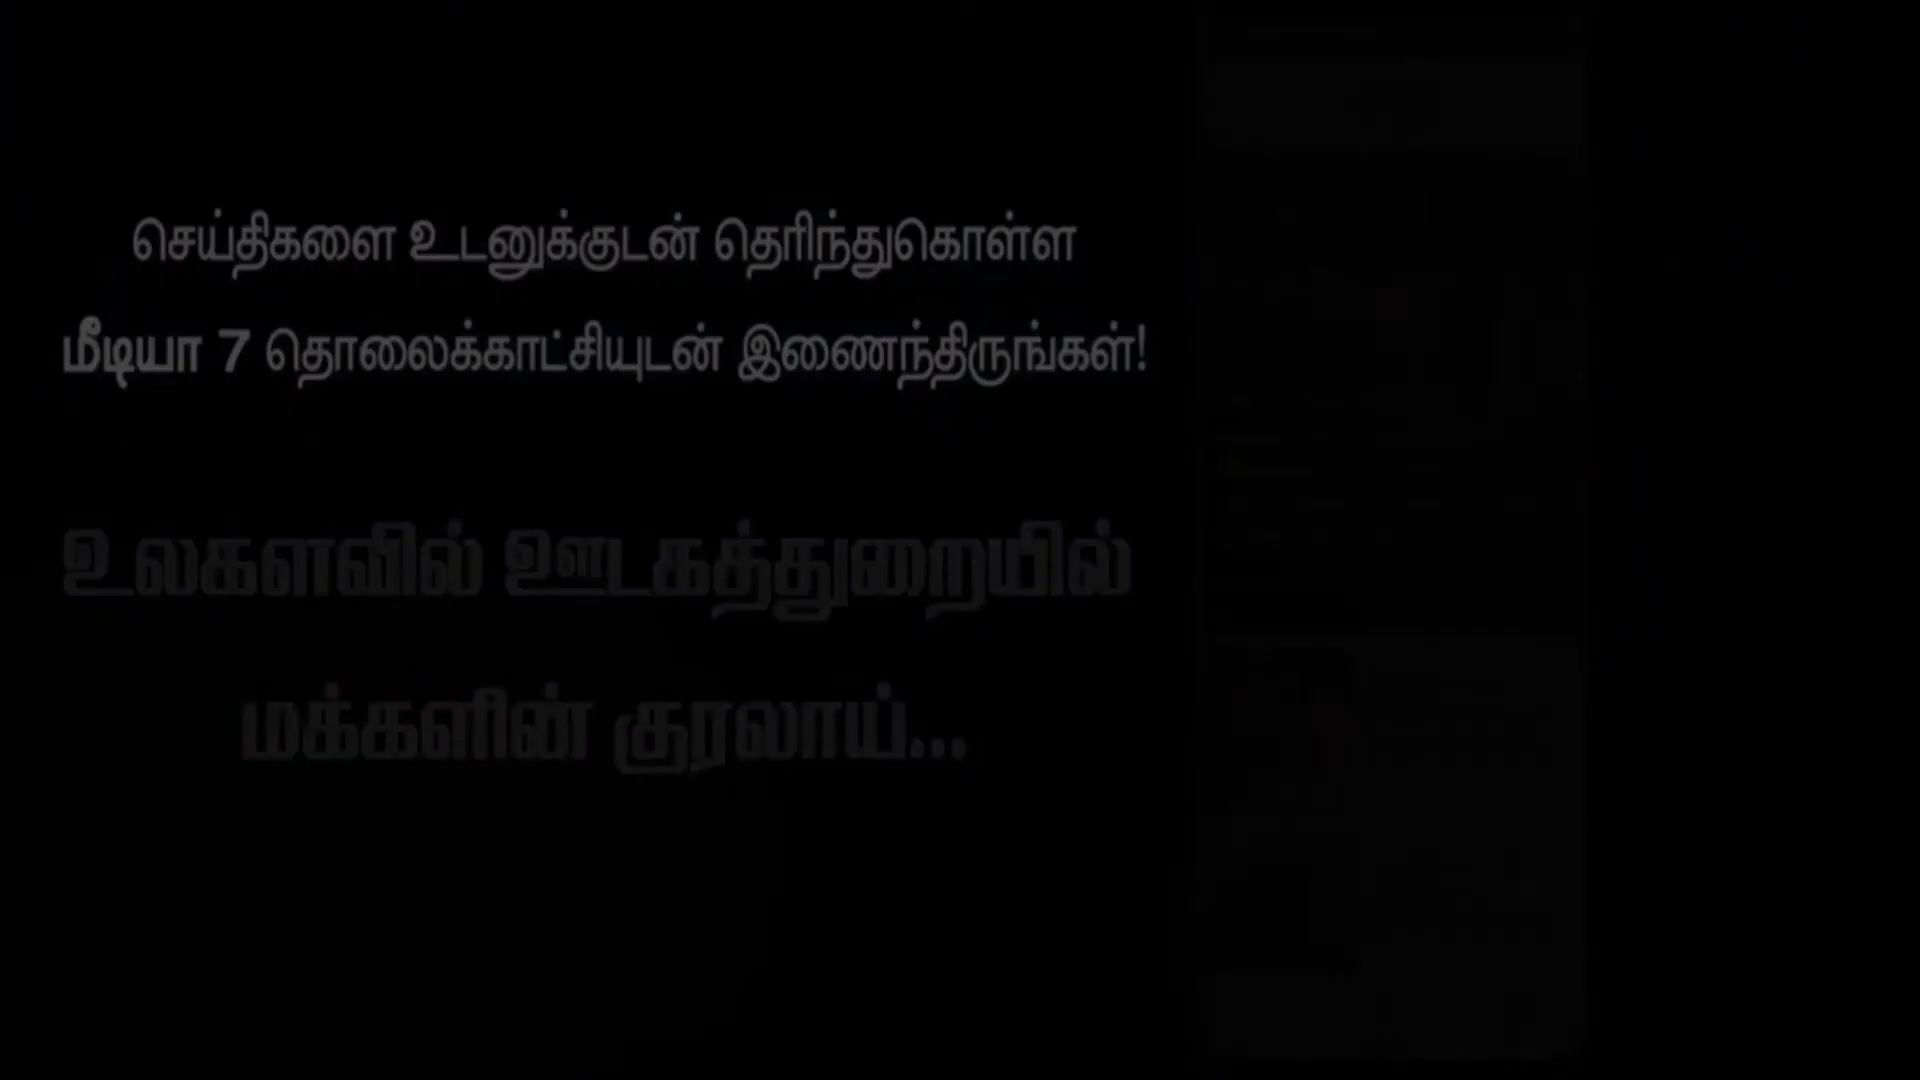 செய்திகளை உடனுக்குடன் தெரிந்துகொள்ள
மீடியா 7 தொலைக்காட்சியுடன் இணைந்திருங்கள்!
உலகளவில் ஊடகத்துறையில்
மக்களின் குரலாய்...